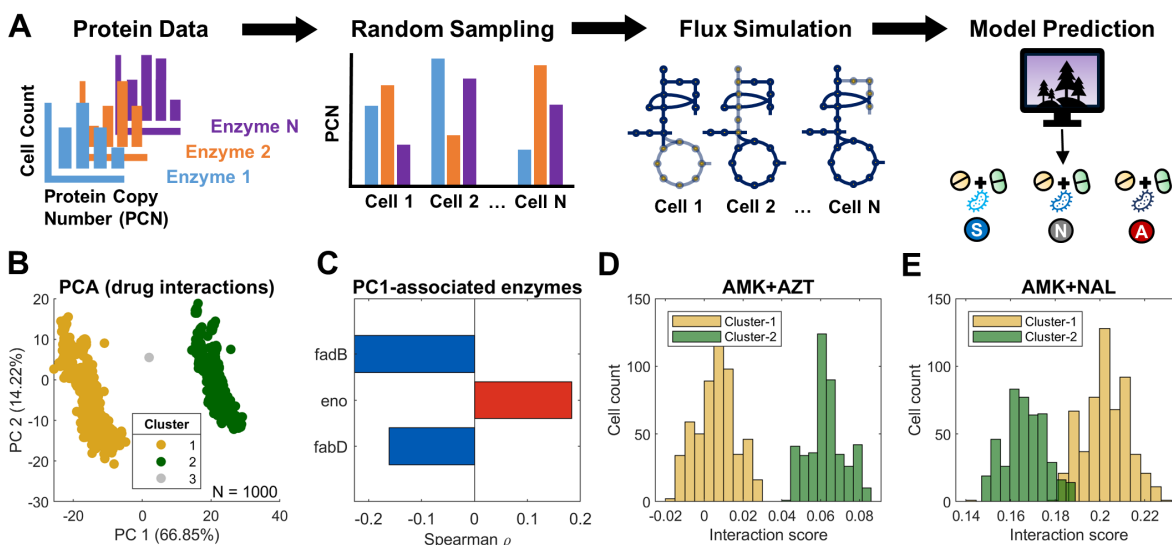 A
Protein Data
Random Sampling
Flux Simulation
Model Prediction
Cell Count
Enzyme N
Enzyme 2
Enzyme 1
Protein Copy
Number (PCN)
PCN
Cell 1 Cell 2 ... Cell N
Cell 1 Cell 2 ... Cell N
S N A
B
PCA (drug interactions)
PC 2 (14.22%)
20
10
0
-10
-20
-30
Cluster
1
2
3
N = 1000
-20 0 20 40
PC 1 (66.85%)
C
PC1-associated enzymes
fadB
eno
fabD
-0.2 -0.1 0 0.1 0.2
Spearman ρ
D
AMK+AZT
Cell count
150
100
50
0
Cluster-1
Cluster-2
-0.02 0 0.02 0.04 0.06 0.08
Interaction score
E
AMK+NAL
Cell count
150
100
50
0
Cluster-1
Cluster-2
0.14 0.16 0.18 0.2 0.22
Interaction score